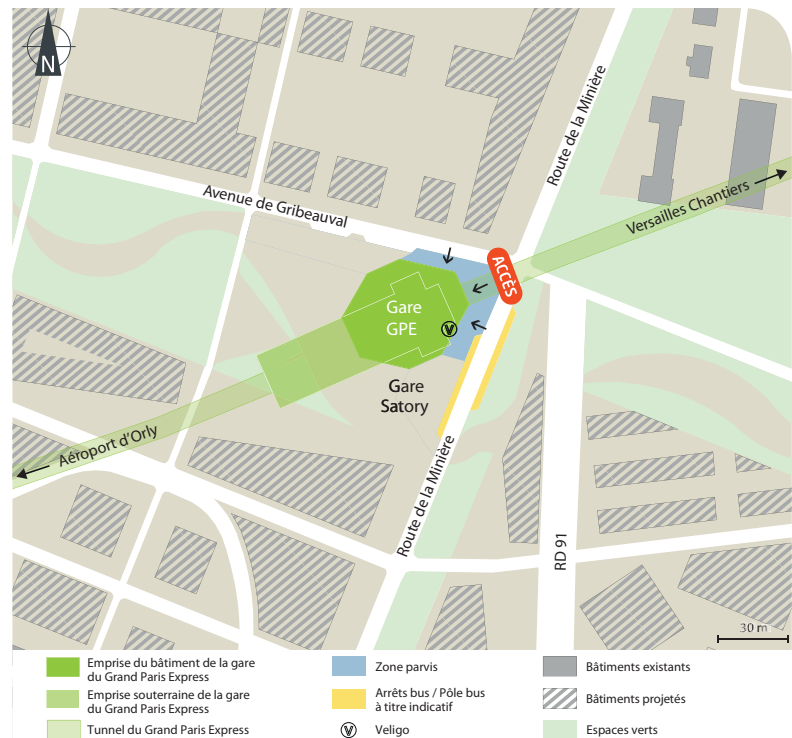 N
Route de la Minière
Avenue de Gribeauval
Versailles Chantiers
ACCÈS
Gare
GPE
V
Gare
Satory
Aéroport d'Orly
Route de la Minière
RD 91
30 m
Emprise du bâtiment de la gare
du Grand Paris Express
Emprise souterraine de la gare
du Grand Paris Express
Tunnel du Grand Paris Express
Zone parvis
Arrêts bus / Pôle bus
à titre indicatif
V
Veligo
Bâtiments existants
Bâtiments projetés
Espaces verts